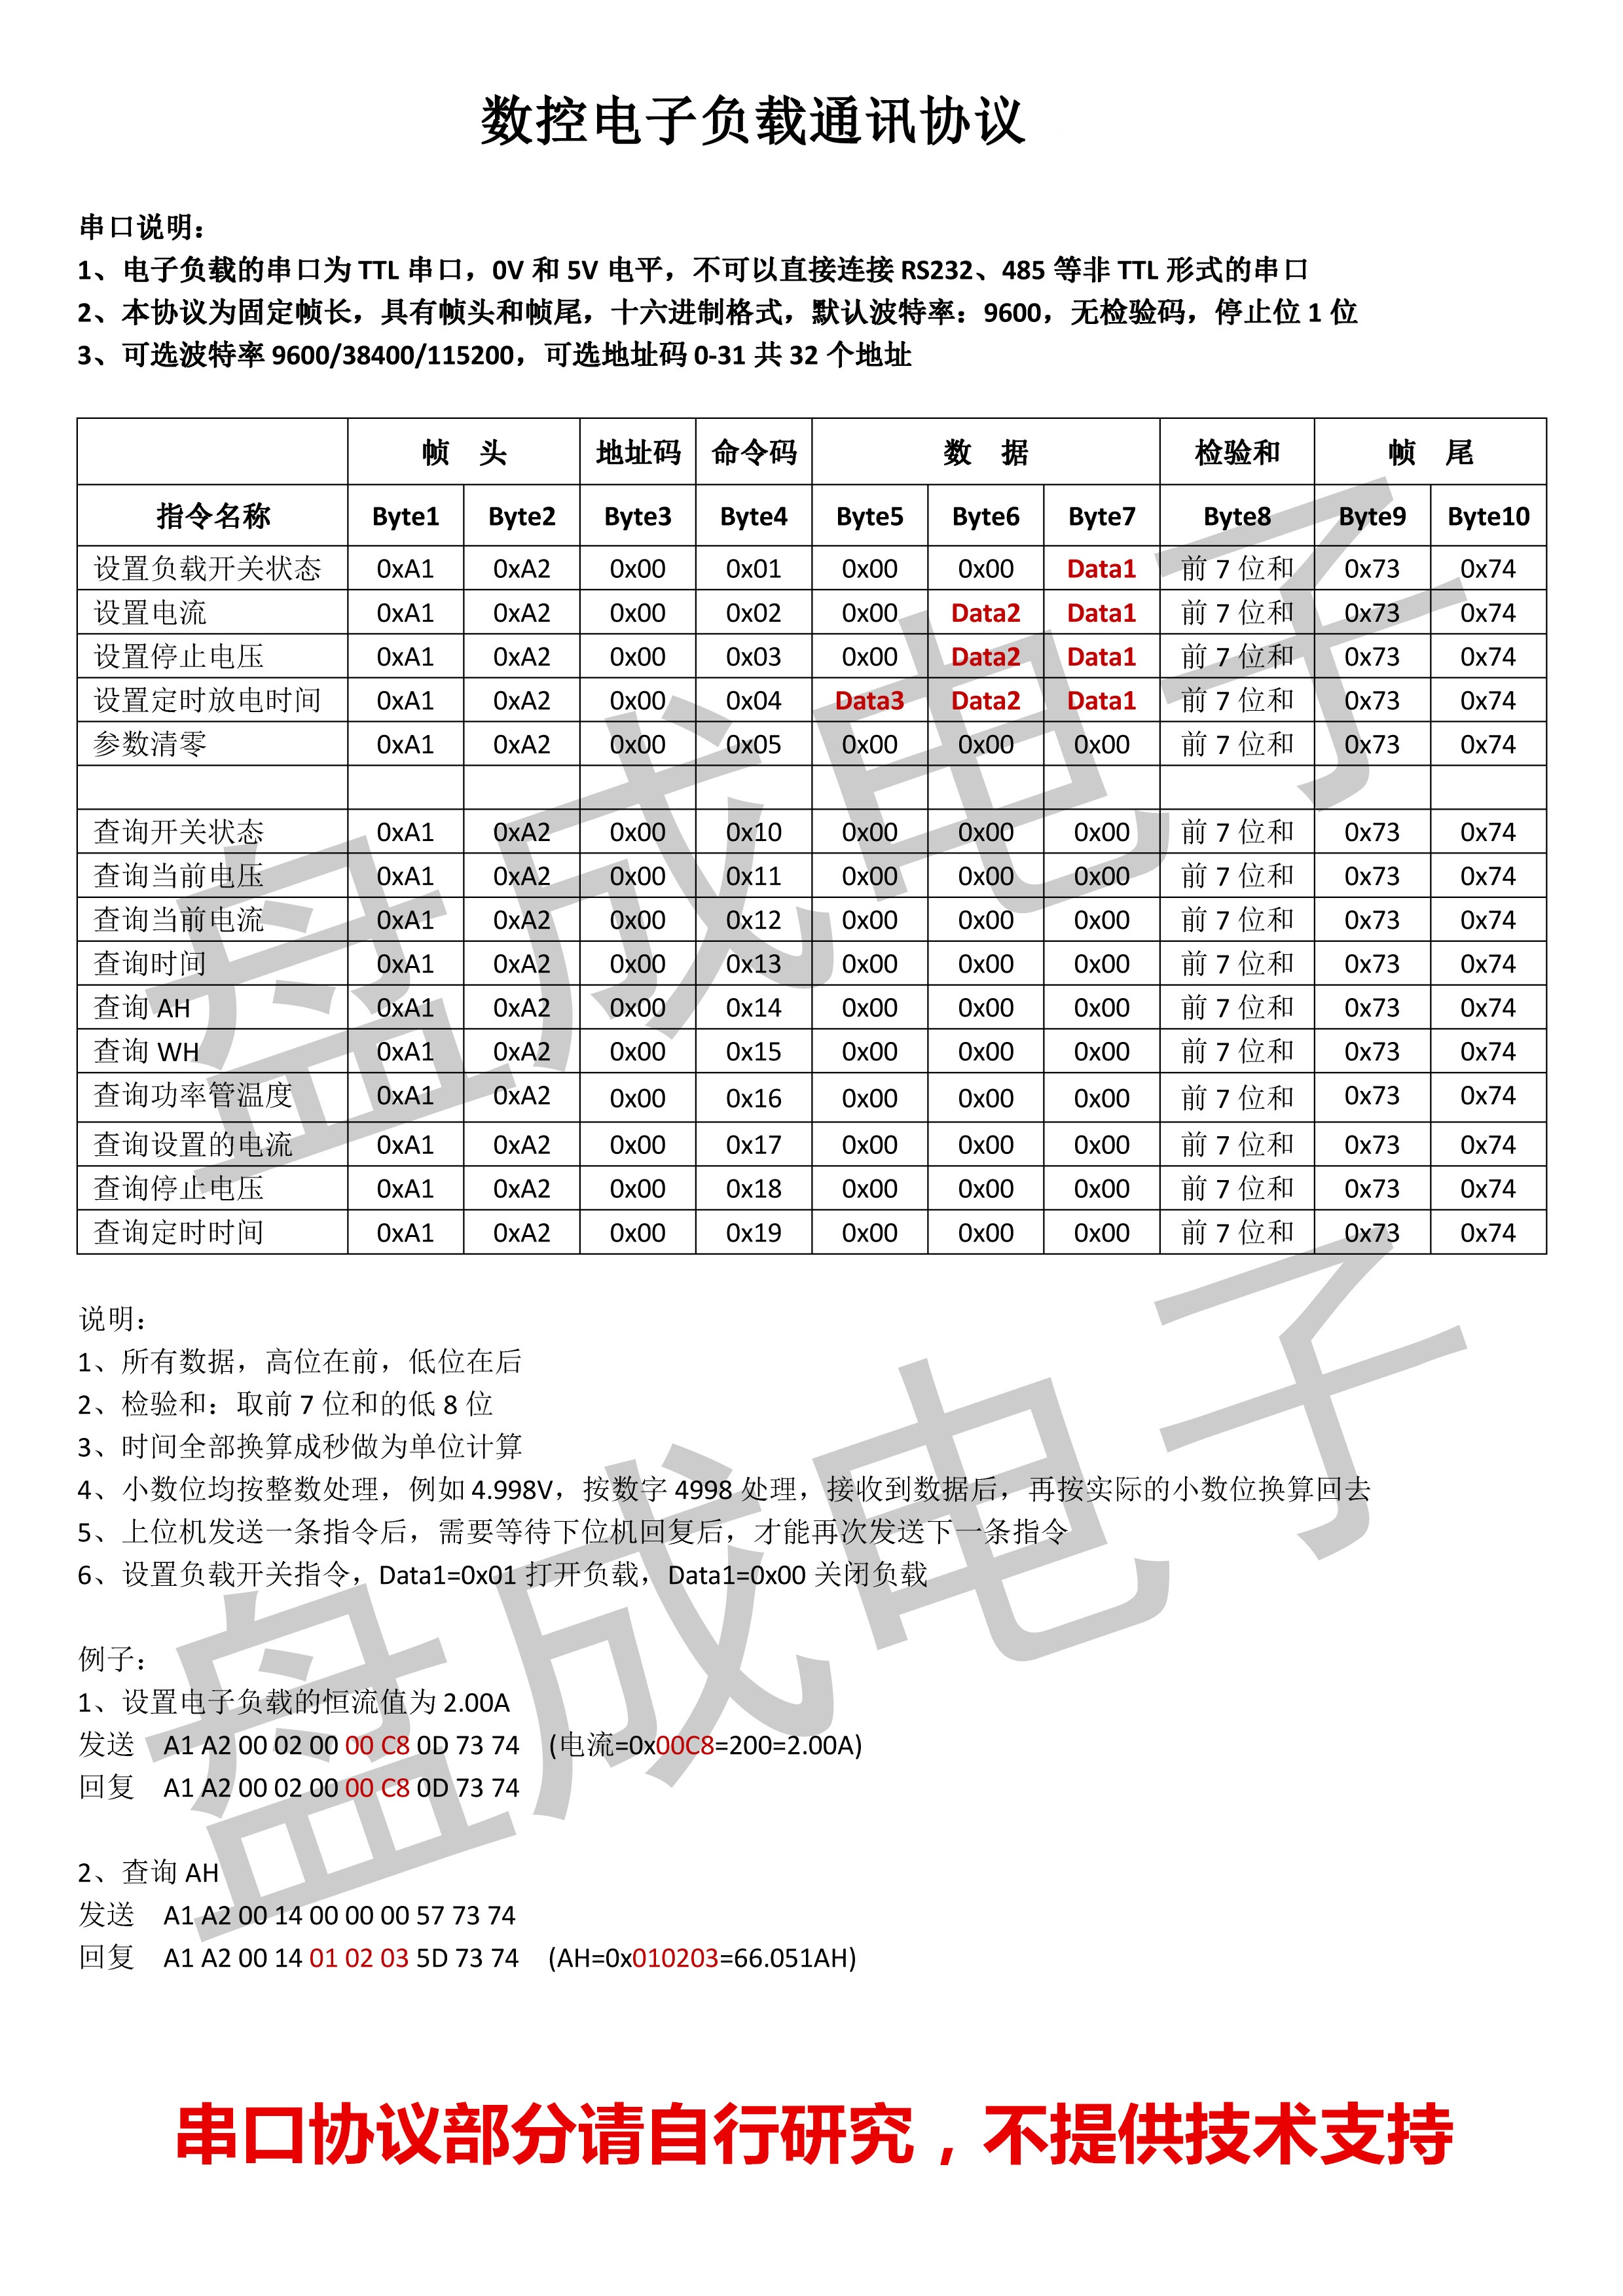 数控电子负载通讯协议
串口说明：
1、电子负载的串口为 TTL 串口，0V 和 5V 电平，不可以直接连接 RS232、485 等非 TTL 形式的串口
2、本协议为固定帧长，具有帧头和帧尾，十六进制格式，默认波特率：9600，无检验码，停止位 1 位
3、可选波特率 9600/38400/115200，可选地址码 0-31 共 32 个地址
帧 头 地址码 命令码 数 据 检验和 帧 尾
指令名称 Byte1 Byte2 Byte3 Byte4 Byte5 Byte6 Byte7 Byte8 Byte9 Byte10
设置负载开关状态 0xA1 0xA2 0x00 0x01 0x00 0x00 Data1 前 7 位和 0x73 0x74
设置电流 0xA1 0xA2 0x00 0x02 0x00 Data2 Data1 前 7 位和 0x73 0x74
设置停止电压 0xA1 0xA2 0x00 0x03 0x00 Data2 Data1 前 7 位和 0x73 0x74
设置定时放电时间 0xA1 0xA2 0x00 0x04 Data3 Data2 Data1 前 7 位和 0x73 0x74
参数清零 0xA1 0xA2 0x00 0x05 0x00 0x00 0x00 前 7 位和 0x73 0x74
查询开关状态 0xA1 0xA2 0x00 0x10 0x00 0x00 0x00 前 7 位和 0x73 0x74
查询当前电压 0xA1 0xA2 0x00 0x11 0x00 0x00 0x00 前 7 位和 0x73 0x74
查询当前电流 0xA1 0xA2 0x00 0x12 0x00 0x00 0x00 前 7 位和 0x73 0x74
查询时间 0xA1 0xA2 0x00 0x13 0x00 0x00 0x00 前 7 位和 0x73 0x74
查询 AH 0xA1 0xA2 0x00 0x14 0x00 0x00 0x00 前 7 位和 0x73 0x74
查询 WH 0xA1 0xA2 0x00 0x15 0x00 0x00 0x00 前 7 位和 0x73 0x74
查询功率管温度 0xA1 0xA2 0x00 0x16 0x00 0x00 0x00 前 7 位和 0x73 0x74
查询设置的电流 0xA1 0xA2 0x00 0x17 0x00 0x00 0x00 前 7 位和 0x73 0x74
查询停止电压 0xA1 0xA2 0x00 0x18 0x00 0x00 0x00 前 7 位和 0x73 0x74
查询定时时间 0xA1 0xA2 0x00 0x19 0x00 0x00 0x00 前 7 位和 0x73 0x74
盘成电子
说明：
1、所有数据，高位在前，低位在后
2、检验和：取前 7 位和的低 8 位
3、时间全部换算成秒做为单位计算
4、小数位均按整数处理，例如 4.998V，按数字 4998 处理，接收到数据后，再按实际的小数位换算回去
5、上位机发送一条指令后，需要等待下位机回复后，才能再次发送下一条指令
6、设置负载开关指令，Data1=0x01 打开负载，Data1=0x00 关闭负载
例子：
1、设置电子负载的恒流值为 2.00A
发送 A1 A2 00 02 00 00 C8 0D 73 74 (电流=0x00C8=200=2.00A)
回复 A1 A2 00 02 00 00 C8 0D 73 74
2、查询 AH
发送 A1 A2 00 14 00 00 00 57 73 74
回复 A1 A2 00 14 01 02 03 5D 73 74 (AH=0x010203=66.051AH)
盘成电子
串口协议部分请自行研究，不提供技术支持